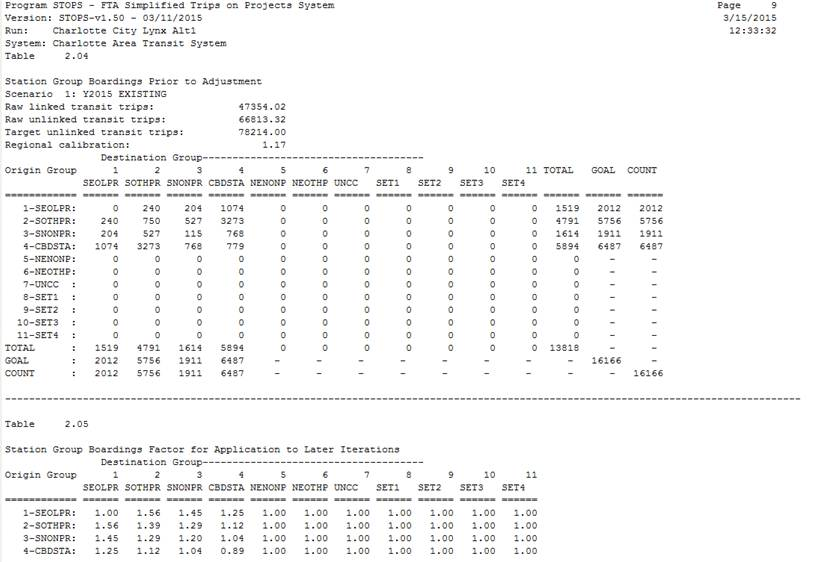 Program STOPS - FTA Simplified Trips on Projects System Page 9
Version: STOPS-v1.50 - 03/11/2015 3/15/2015
Run: Charlotte City Lynx Alt1 12:33:32
System: Charlotte Area Transit System
Table 2.04
Station Group Boardings Prior to Adjustment
Scenario 1: Y2015 EXISTING
Raw linked transit trips: 47354.02
Raw unlinked transit trips: 66813.32
Target unlinked transit trips: 78214.00
Regional calibration: 1.17
Destination Group-------------------------------------
Origin Group 1 2 3 4 5 6 7 8 9 10 11 TOTAL GOAL COUNT
SEOLPR SOTHPR SNONPR CBDSTA NENONP NEOTHP UNCC SET1 SET2 SET3 SET4
============ ====== ====== ====== ====== ====== ====== ====== ====== ====== ====== ====== ====== ====== ======
1-SEOLPR: 0 240 204 1074 0 0 0 0 0 0 0 1519 2012 2012
2-SOTHPR: 240 750 527 3273 0 0 0 0 0 0 0 4791 5756 5756
3-SNONPR: 204 527 115 768 0 0 0 0 0 0 0 1614 1911 1911
4-CBDSTA: 1074 3273 768 779 0 0 0 0 0 0 0 5894 6487 6487
5-NENONP: 0 0 0 0 0 0 0 0 0 0 0 0 - -
6-NEOTHP: 0 0 0 0 0 0 0 0 0 0 0 0 - -
7-UNCC : 0 0 0 0 0 0 0 0 0 0 0 0 - -
8-SET1 : 0 0 0 0 0 0 0 0 0 0 0 0 - -
9-SET2 : 0 0 0 0 0 0 0 0 0 0 0 0 - -
10-SET3 : 0 0 0 0 0 0 0 0 0 0 0 0 - -
11-SET4 : 0 0 0 0 0 0 0 0 0 0 0 0 - -
TOTAL : 1519 4791 1614 5894 0 0 0 0 0 0 0 13818 - -
GOAL : 2012 5756 1911 6487 - - - - - - - - 16166 -
COUNT : 2012 5756 1911 6487 - - - - - - - - - 16166
------------------------------------------------------------------------------------------------------------------------
Table 2.05
Station Group Boardings Factor for Application to Later Iterations
Destination Group-------------------------------------
Origin Group 1 2 3 4 5 6 7 8 9 10 11
SEOLPR SOTHPR SNONPR CBDSTA NENONP NEOTHP UNCC SET1 SET2 SET3 SET4
============ ====== ====== ====== ====== ====== ====== ====== ====== ====== ====== ======
1-SEOLPR: 1.00 1.56 1.45 1.25 1.00 1.00 1.00 1.00 1.00 1.00 1.00
2-SOTHPR: 1.56 1.39 1.29 1.12 1.00 1.00 1.00 1.00 1.00 1.00 1.00
3-SNONPR: 1.45 1.29 1.20 1.04 1.00 1.00 1.00 1.00 1.00 1.00 1.00
4-CBDSTA: 1.25 1.12 1.04 0.89 1.00 1.00 1.00 1.00 1.00 1.00 1.00